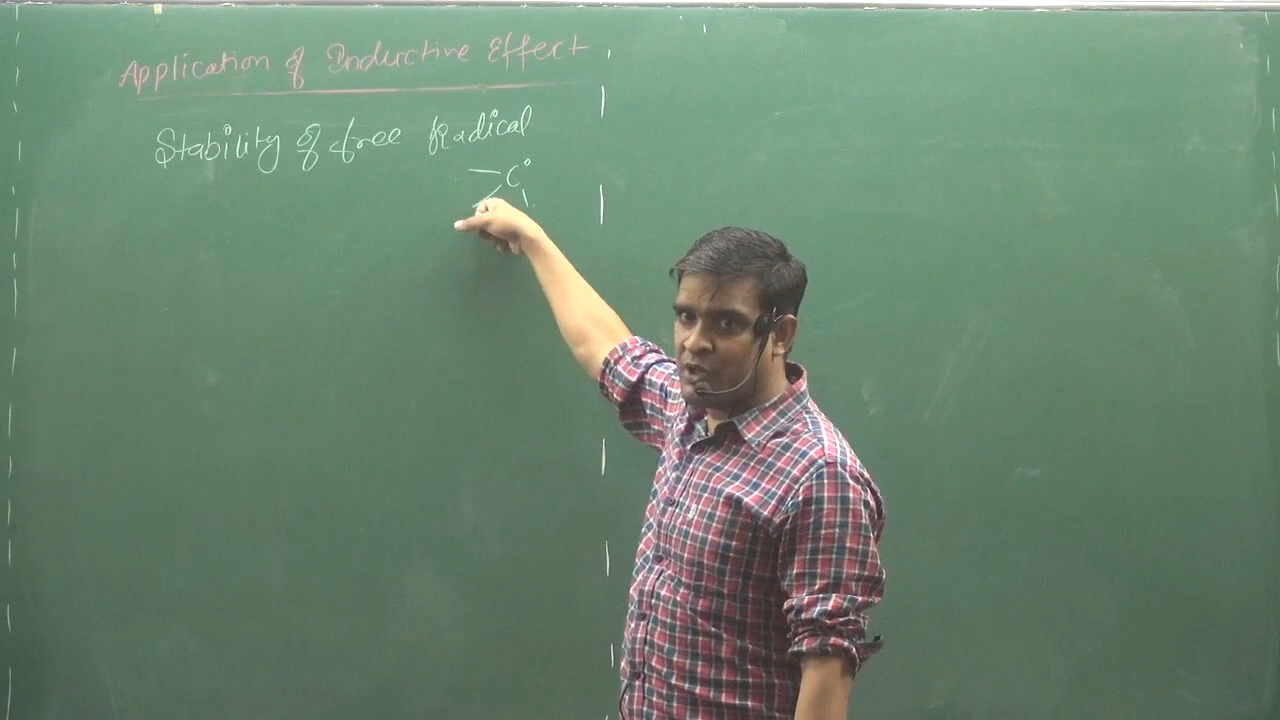 Application of Inductive Effect
Stability of free Radical
C°